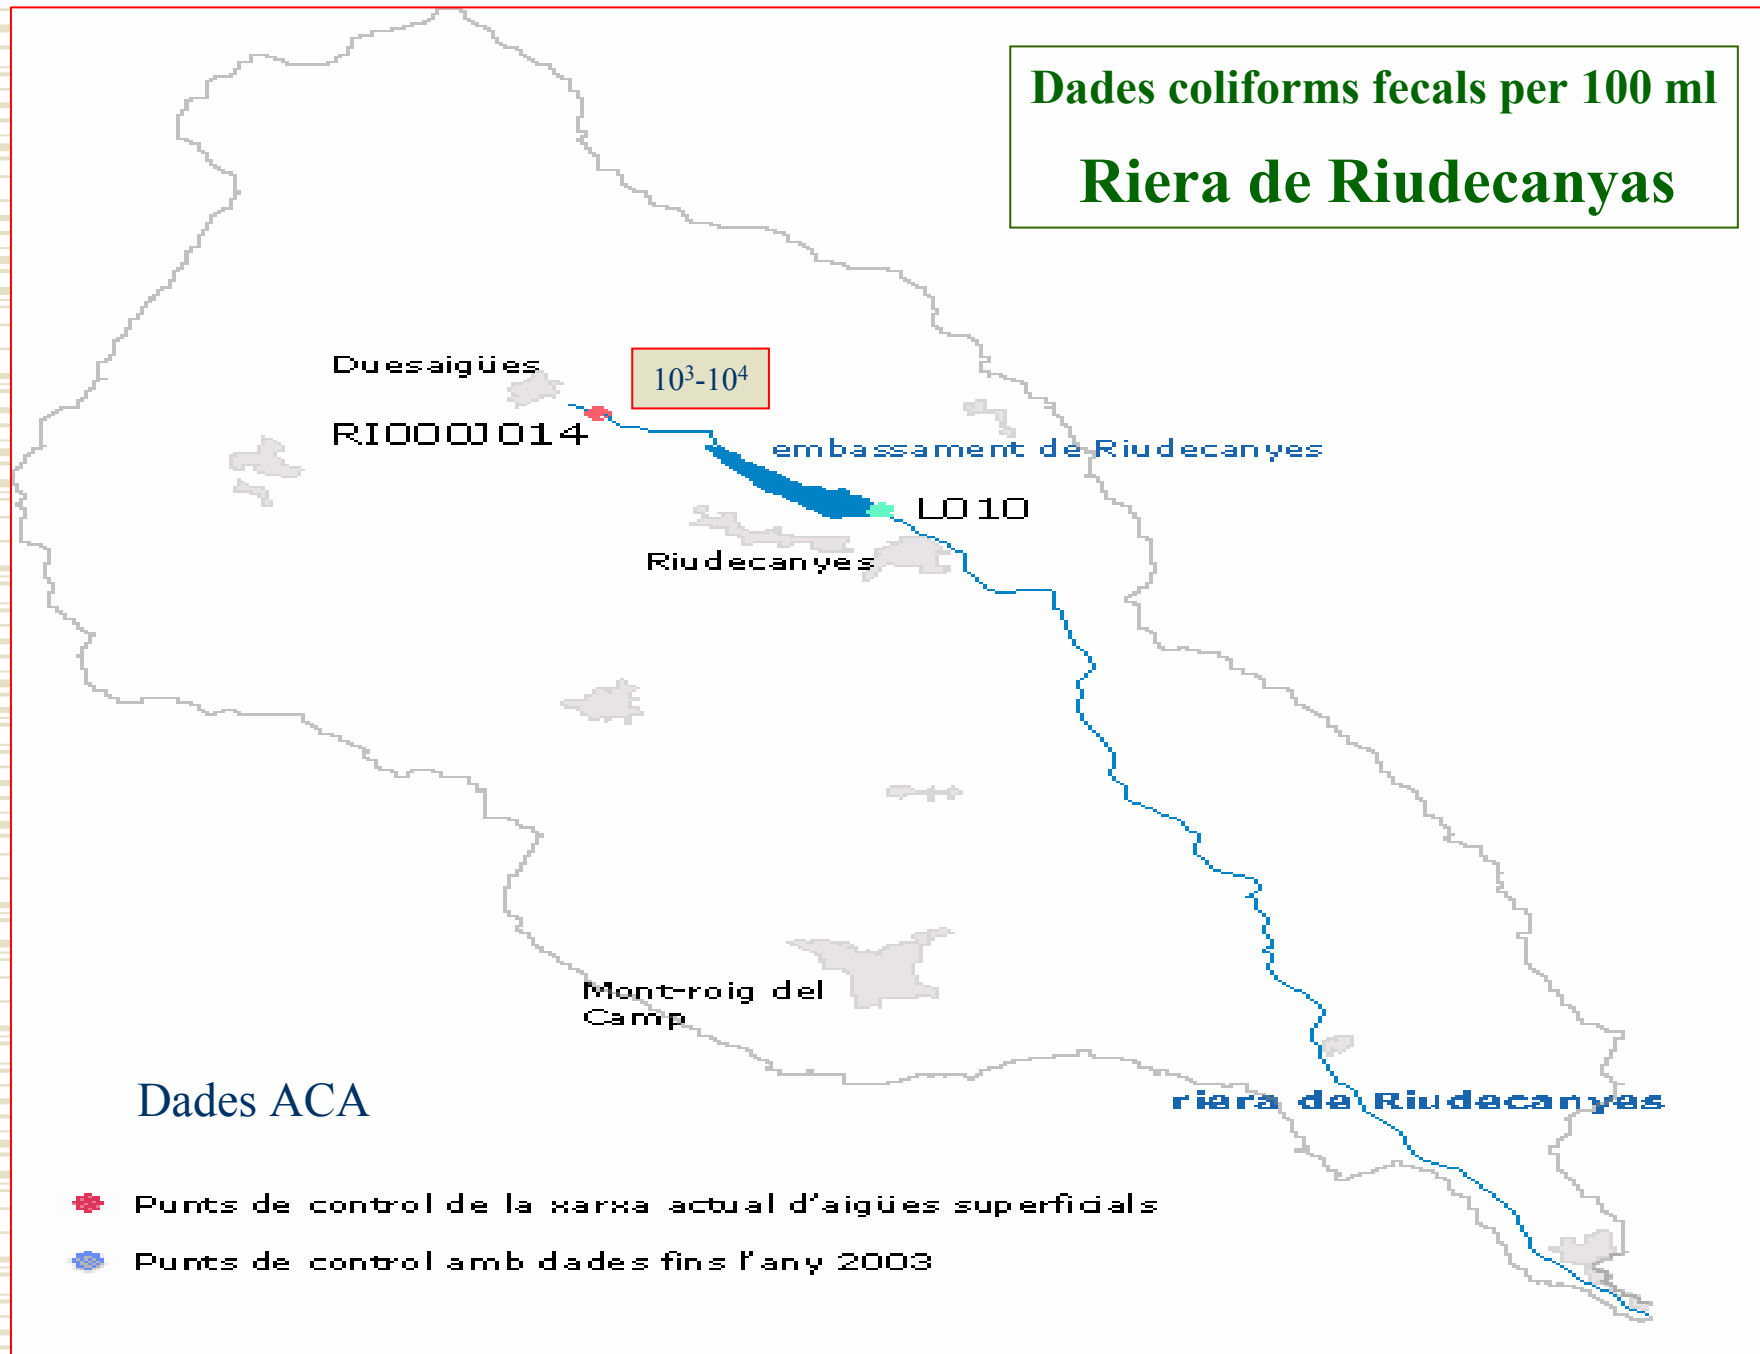 Dades coliforms fecals per 100 ml
Riera de Riudecanyas
Duesaigües
10³-10⁴
RI000J014
embassament de Riudecanyes
L010
Riudecanyes
Mont-roig del
Camp
Dades ACA
riera de Riudecanyes
Punts de control de la xarxa actual d'aigües superficials
Punts de control amb dades fins l'any 2003